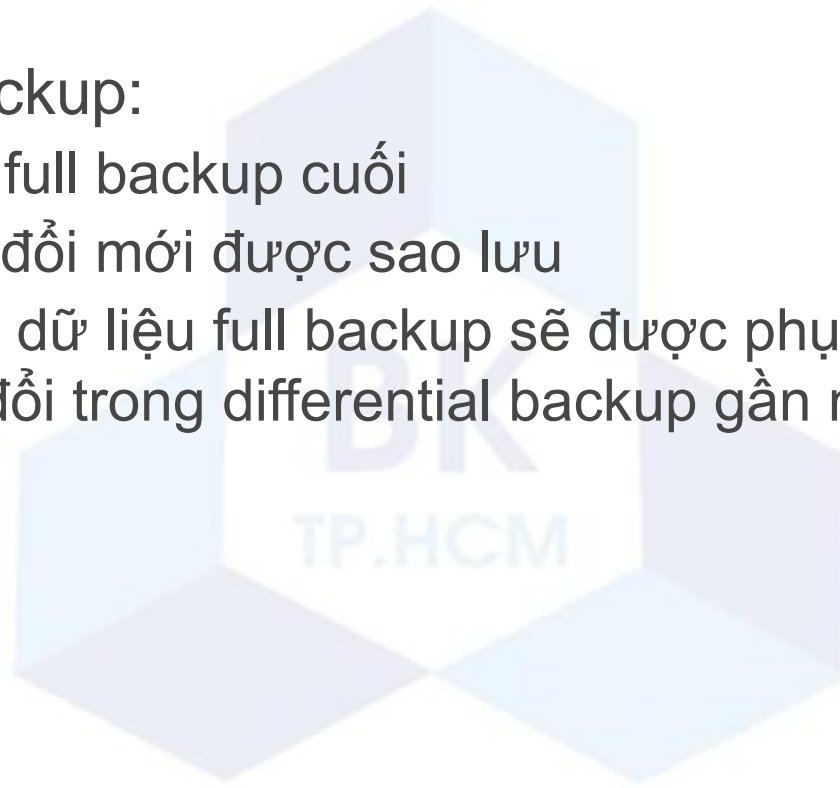 ckup:
full backup cuối
đổi mới được sao lưu
dữ liệu full backup sẽ được phụ
đổi trong differential backup gần
BK
TP.HCM